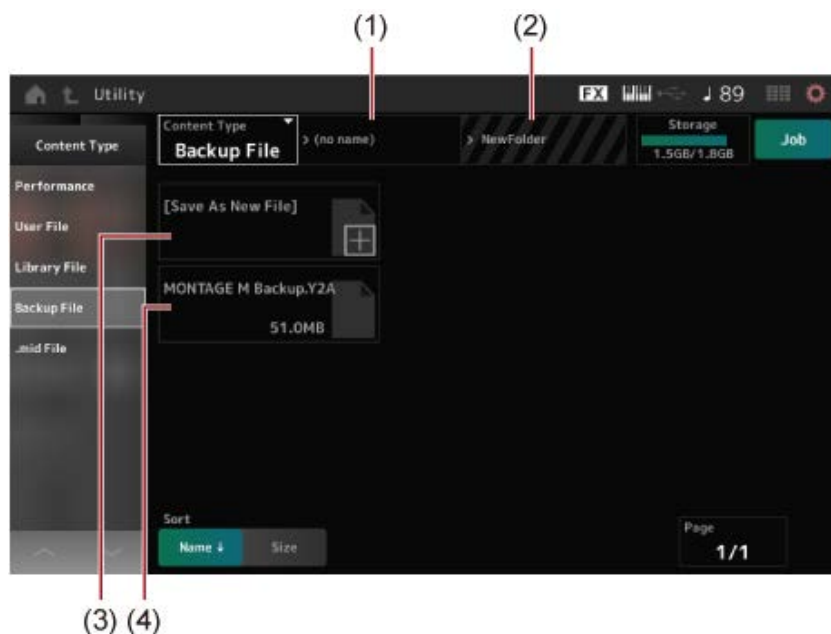 (1)
(2)
Utility
FX
♩ 89
Content Type
Content Type
Backup File
> (no name)
> NewFolder
Storage
1.5GB/1.8GB
Job
Performance
User File
Library File
Backup File
.mid File
[Save As New File]
MONTAGE M Backup.Y2A
51.0MB
Sort
Name ↓
Size
Page
1/1
(3)
(4)